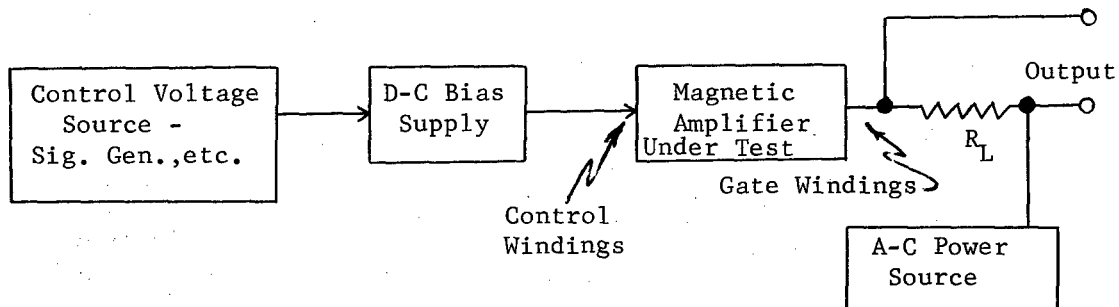 Control Voltage
Source -
Sig. Gen.,etc.
D-C Bias
Supply
Magnetic
Amplifier
Under Test
Output
R_L
Gate Windings
Control
Windings
A-C Power
Source